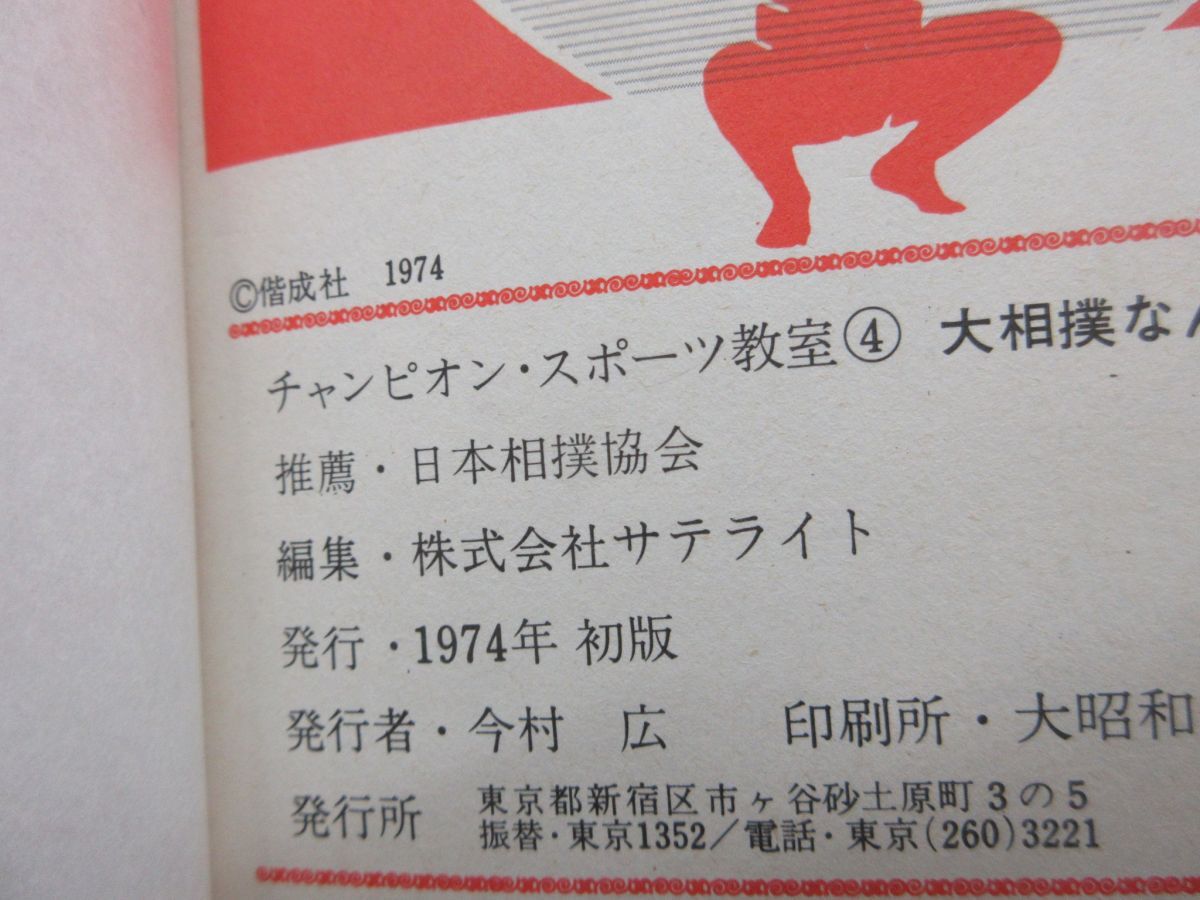 ©偕成社 1974
チャンピオン・スポーツ教室④ 大相撲な
推薦・日本相撲協会
編集・株式会社サテライト
発行・1974年 初版
発行者・今村 広 印刷所・大昭和
発行所 東京都新宿区市ヶ谷砂土原町3の5
振替・東京1352/電話・東京(260)3221